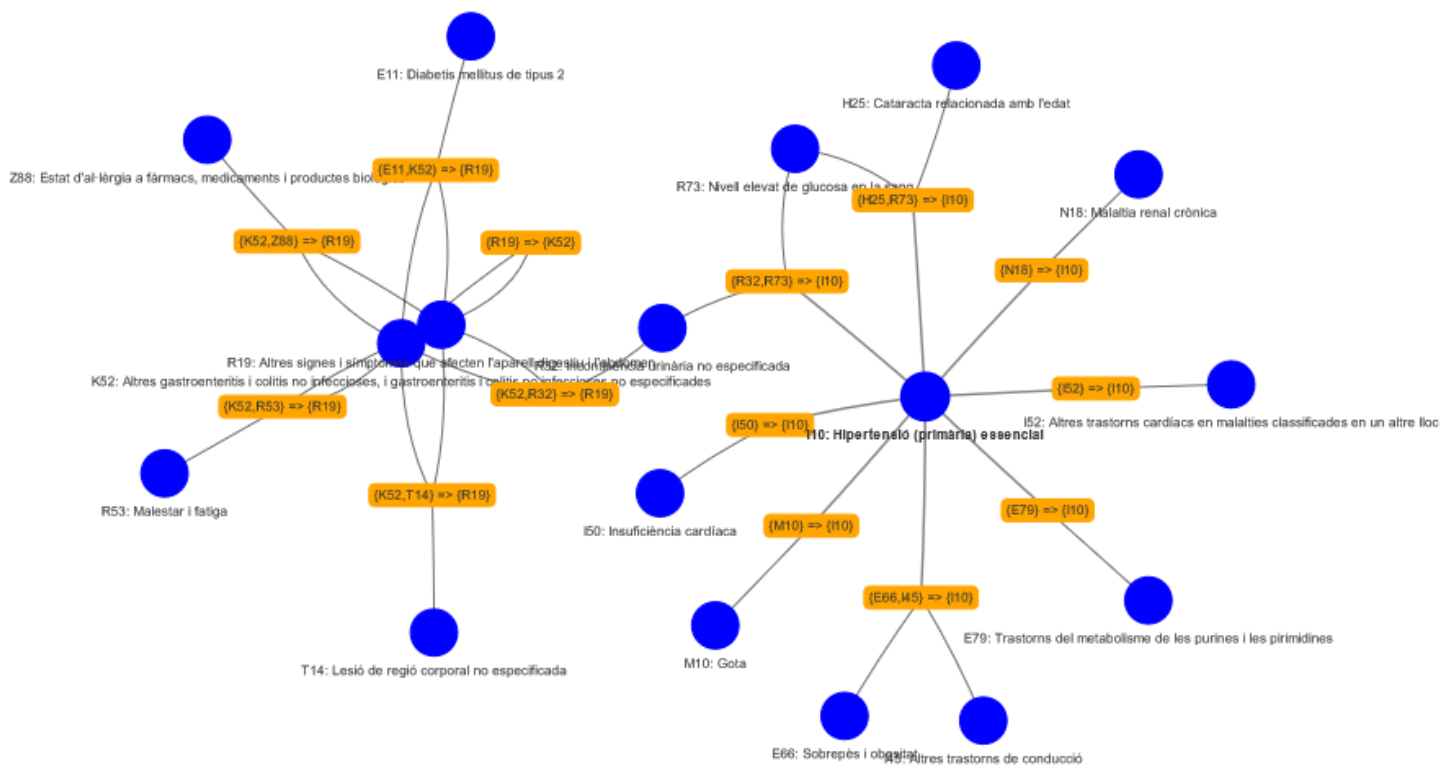 E11: Diabetis mellitus de tipus 2
H25: Cataracta relacionada amb l'edat
Z88: Estat d'al·lèrgia a fàrmacs, medicaments i productes
{E11,K52} => {R19}
R73: Nivell elevat de glucosa en la sang
{H25,R73} => {I10}
N18: Malaltia renal crònica
{K52,Z88} => {R19}
{R19} => {K52}
{R32,R73} => {I10}
{N18} => {I10}
R19: Altres signes i símptomes que afecten l'aparell digestiu i l'abdomen
R32: Incontinència urinària no especificada
K52: Altres gastroenteritis i colitis no infeccioses, i gastroenteritis i colitis no infeccioses no especificades
{K52,R53} => {R19}
{K52,R32} => {R19}
{I52} => {I10}
I52: Altres trastorns cardíacs en malalties classificades en un altre lloc
{I50} => {I10}
I10: Hipertensió (primària) essencial
{K52,T14} => {R19}
R53: Malestar i fatiga
I50: Insuficiència cardíaca
{M10} => {I10}
{E79} => {I10}
{E66,I45} => {I10}
E79: Trastorns del metabolisme de les purines i les pirimidines
T14: Lesió de regió corporal no especificada
M10: Gota
E66: Sobrepès i obesitat
I45: Altres trastorns de conducció